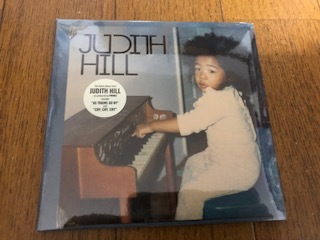 JUDITH
HILL
JUDITH HILL
"AS TRAINS GO BY"
"CRY, CRY, CRY"